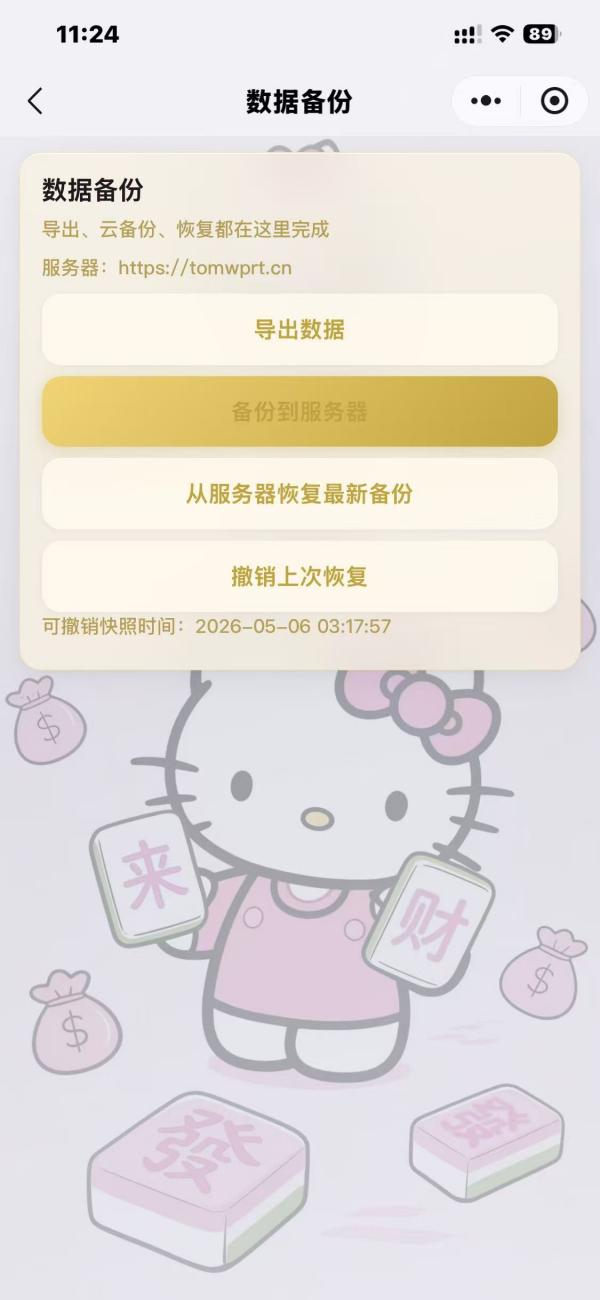 11:24
89
数据备份
数据备份
导出、云备份、恢复都在这里完成
服务器：https://tomwprt.cn
导出数据
备份到服务器
从服务器恢复最新备份
撤销上次恢复
可撤销快照时间：2026-05-06 03:17:57
$
来
财
$
$
發
發